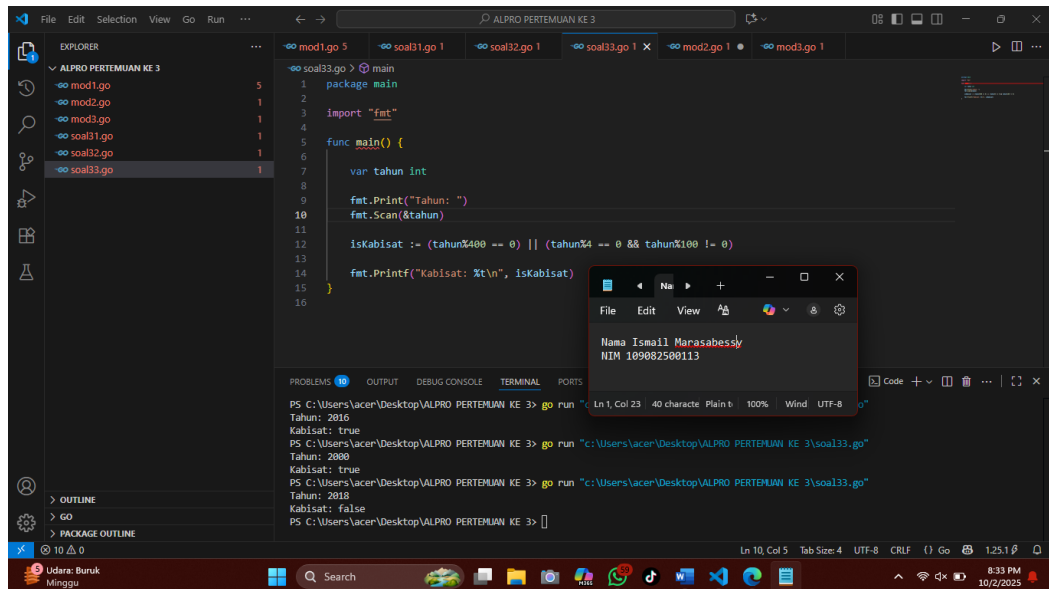 File Edit Selection View Go Run ... ALPRO PERTEMUAN KE 3
EXPLORER ...
ALPRO PERTEMUAN KE 3
mod1.go 5
mod2.go 1
mod3.go 1
soal31.go 1
soal32.go 1
soal33.go 1
OUTLINE
GO
PACKAGE OUTLINE
mod1.go 5 soal31.go 1 soal32.go 1 soal33.go 1 mod2.go 1 mod3.go 1
soal33.go > main
1 package main
2
3 import "fmt"
4
5 func main() {
6
7 var tahun int
8
9 fmt.Print("Tahun: ")
10 fmt.Scan(&tahun)
11
12 isKabisat := (tahun%400 == 0) || (tahun%4 == 0 && tahun%100 != 0)
13
14 fmt.Printf("Kabisat: %t\n", isKabisat)
15 }
16
Na
File Edit View
Nama Ismail Marasabessy
NIM 109082500113
Ln 1, Col 23 40 characte Plain t 100% Wind UTF-8
PROBLEMS 10 OUTPUT DEBUG CONSOLE TERMINAL PORTS Code
PS C:\Users\acer\Desktop\ALPRO PERTEMUAN KE 3> go run "c o"
Tahun: 2016
Kabisat: true
PS C:\Users\acer\Desktop\ALPRO PERTEMUAN KE 3> go run "c:\Users\acer\Desktop\ALPRO PERTEMUAN KE 3\soal33.go"
Tahun: 2000
Kabisat: true
PS C:\Users\acer\Desktop\ALPRO PERTEMUAN KE 3> go run "c:\Users\acer\Desktop\ALPRO PERTEMUAN KE 3\soal33.go"
Tahun: 2018
Kabisat: false
PS C:\Users\acer\Desktop\ALPRO PERTEMUAN KE 3>
10 0 Ln 10, Col 5 Tab Size: 4 UTF-8 CRLF {} Go 1.25.1
5 Udara: Buruk
Minggu
Search
8:33 PM
10/2/2025